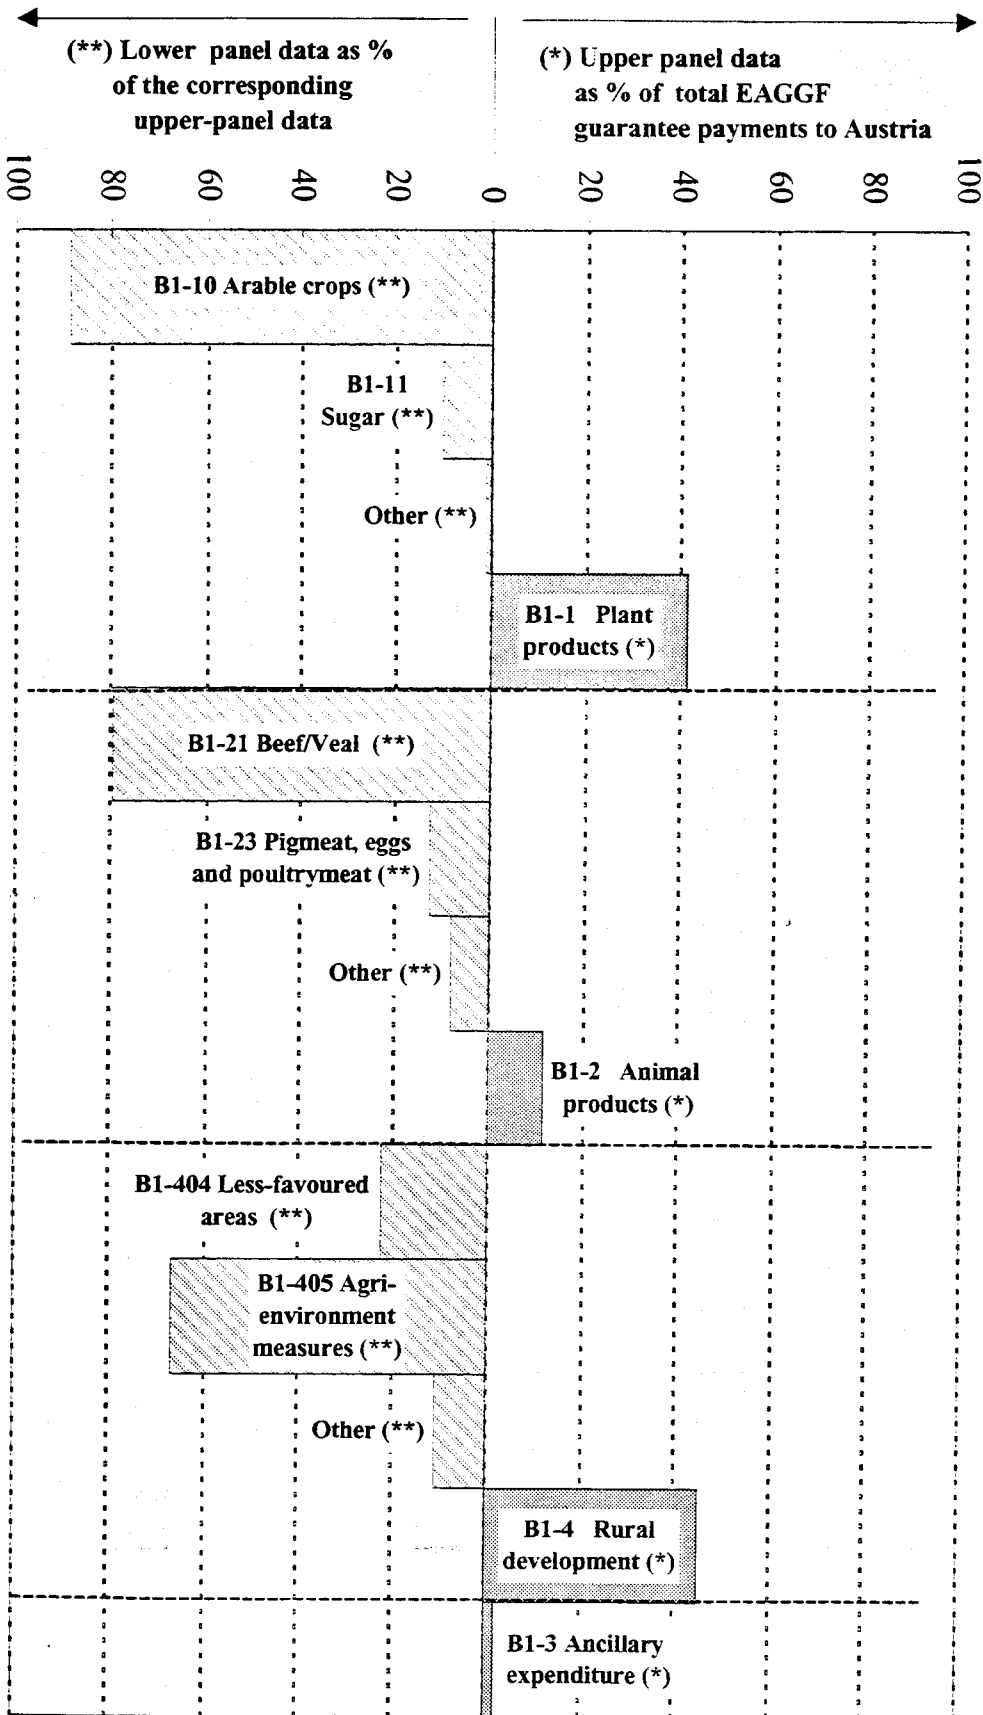 (**) Lower panel data as %
of the corresponding
upper-panel data
(*) Upper panel data
as % of total EAGGF
guarantee payments to Austria
100
80
60
40
20
0
20
40
60
80
100
B1-10 Arable crops (**)
B1-11
Sugar (**)
Other (**)
B1-1 Plant
products (*)
B1-21 Beef/Veal (**)
B1-23 Pigmeat, eggs
and poultrymeat (**)
Other (**)
B1-2 Animal
products (*)
B1-404 Less-favoured
areas (**)
B1-405 Agri-
environment
measures (**)
Other (**)
B1-4 Rural
development (*)
B1-3 Ancillary
expenditure (*)